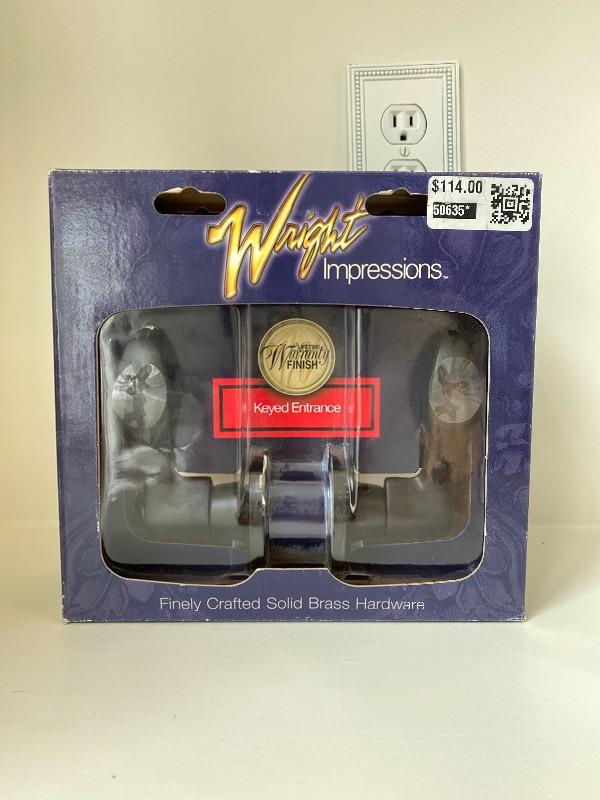 $114.00
50635*
Wright
Impressions™
LIFETIME
Warranty
FINISH
Keyed Entrance
Finely Crafted Solid Brass Hardware